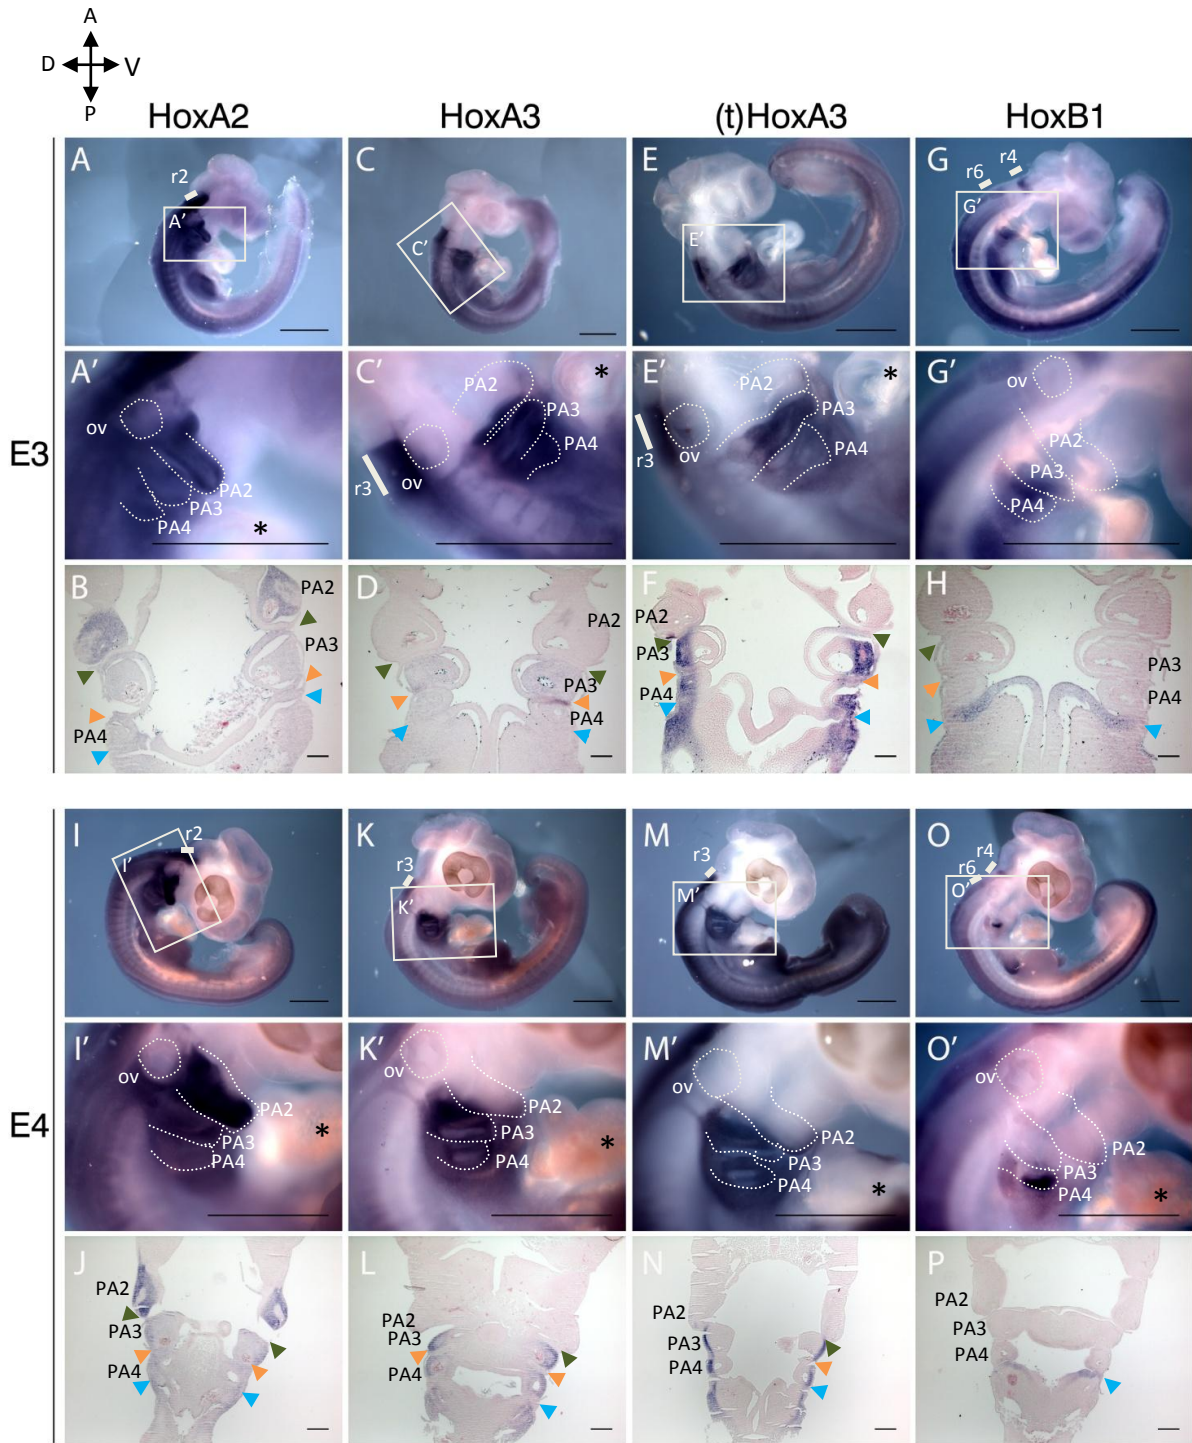 A
D V
P
HoxA2 HoxA3 (t)HoxA3 HoxB1
E3
A r2 A'
C C'
E E'
G r6 r4 G'
A' ov PA2 PA3 PA4 *
C' PA2 * PA3 PA4 r3 ov
E' PA2 * PA3 PA4 r3 ov
G' ov PA2 PA3 PA4
B PA2 PA3 PA4
D PA2 PA3 PA4
F PA2 PA3 PA4
H PA3 PA4
E4
I r2 I'
K r3 K'
M r3 M'
O r6 r4 O'
I' ov PA2 PA3 PA4 *
K' ov PA2 PA3 PA4 *
M' ov PA2 PA3 PA4 *
O' ov PA2 PA3 PA4 *
J PA2 PA3 PA4
L PA2 PA3 PA4
N PA2 PA3 PA4
P PA2 PA3 PA4